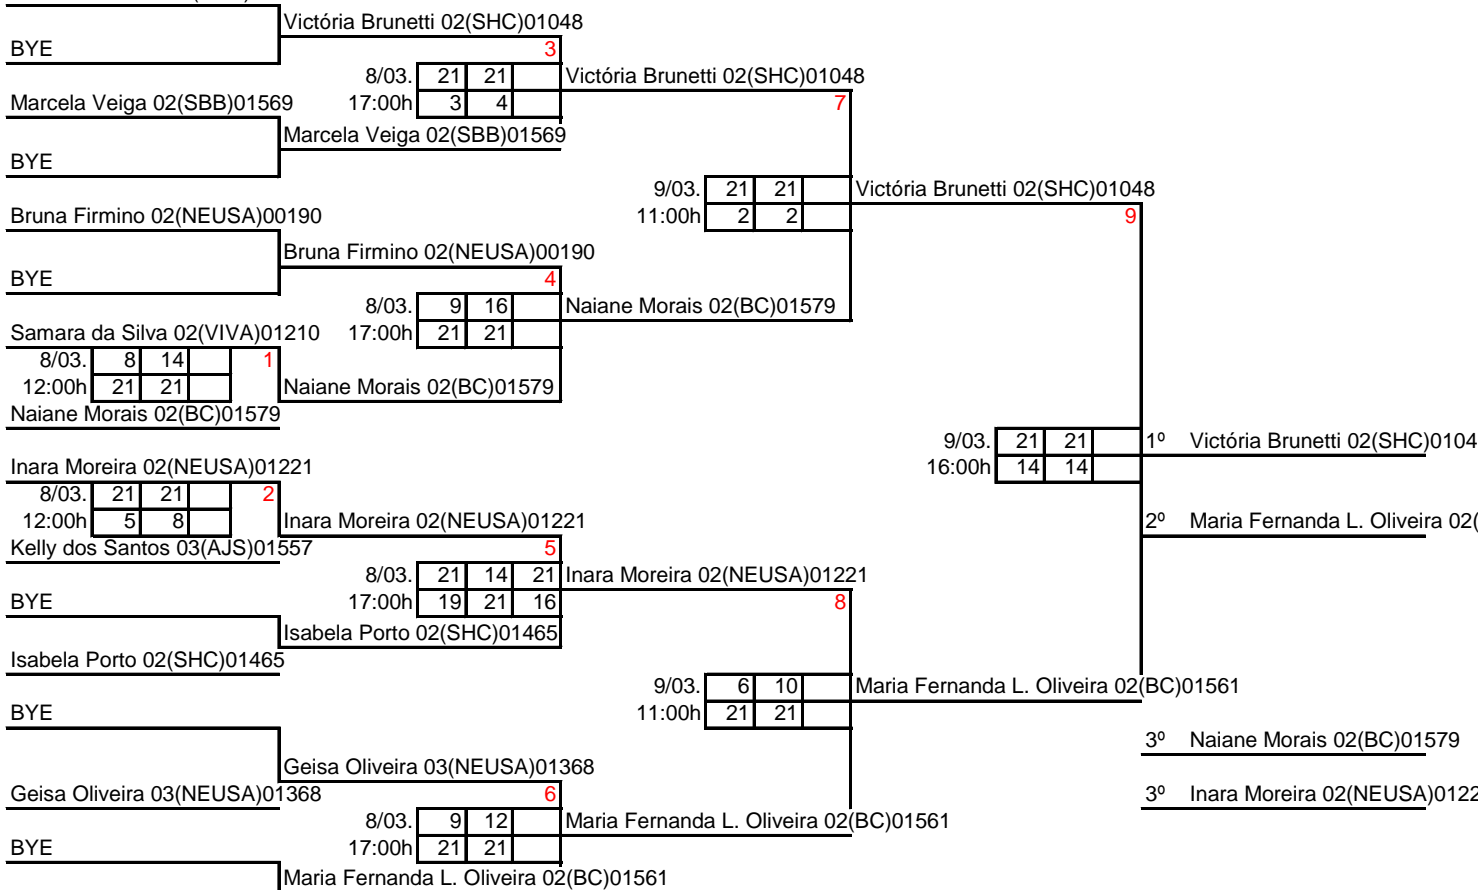 Victória Brunetti 02(SHC)01048
BYE
3
8/03. 21 21
Victória Brunetti 02(SHC)01048
Marcela Veiga 02(SBB)01569
17:00h 3 4
7
Marcela Veiga 02(SBB)01569
BYE
9/03. 21 21
Victória Brunetti 02(SHC)01048
Bruna Firmino 02(NEUSA)00190
11:00h 2 2
9
Bruna Firmino 02(NEUSA)00190
BYE
4
8/03. 9 16
Naiane Morais 02(BC)01579
Samara da Silva 02(VIVA)01210
17:00h 21 21
8/03. 8 14
1
12:00h 21 21
Naiane Morais 02(BC)01579
Naiane Morais 02(BC)01579
9/03. 21 21
1º Victória Brunetti 02(SHC)0104
Inara Moreira 02(NEUSA)01221
16:00h 14 14
8/03. 21 21
2
12:00h 5 8
Inara Moreira 02(NEUSA)01221
2º Maria Fernanda L. Oliveira 02(
Kelly dos Santos 03(AJS)01557
5
8/03. 21 14 21
Inara Moreira 02(NEUSA)01221
BYE
17:00h 19 21 16
8
Isabela Porto 02(SHC)01465
Isabela Porto 02(SHC)01465
9/03. 6 10
Maria Fernanda L. Oliveira 02(BC)01561
BYE
11:00h 21 21
3º Naiane Morais 02(BC)01579
Geisa Oliveira 03(NEUSA)01368
Geisa Oliveira 03(NEUSA)01368
6
3º Inara Moreira 02(NEUSA)0122
8/03. 9 12
Maria Fernanda L. Oliveira 02(BC)01561
BYE
17:00h 21 21
Maria Fernanda L. Oliveira 02(BC)01561